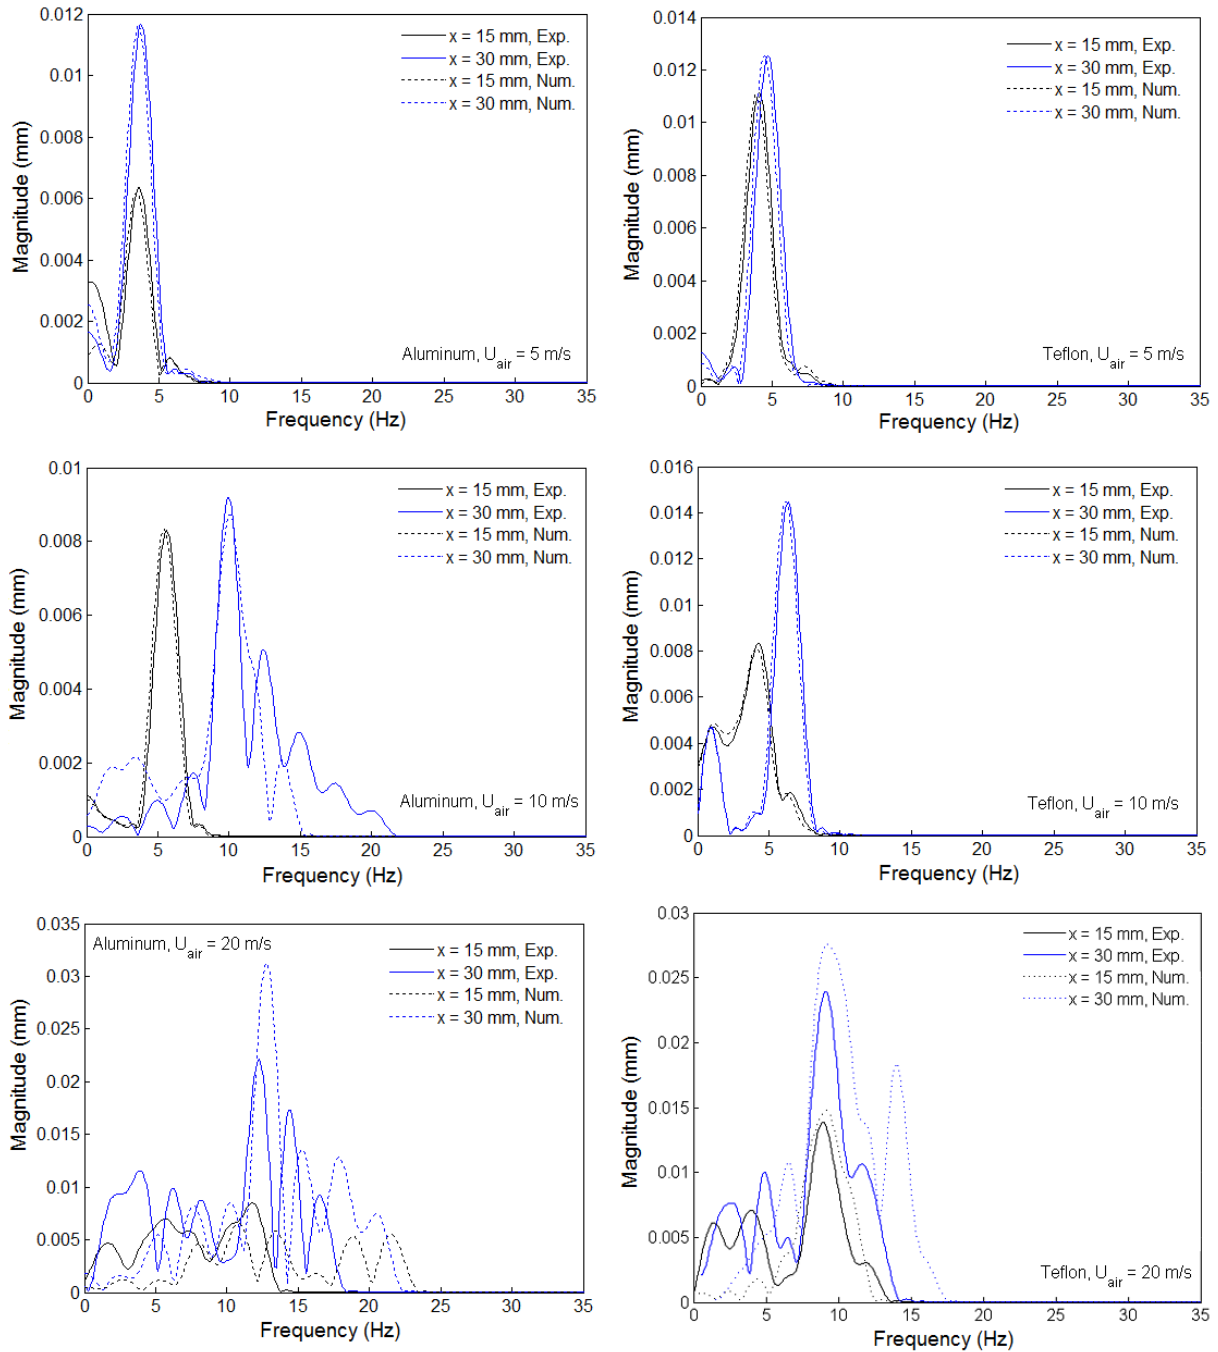 0.012
0.01
0.008
0.006
0.004
0.002
0
Magnitude (mm)
x = 15 mm, Exp.
x = 30 mm, Exp.
x = 15 mm, Num.
x = 30 mm, Num.
Aluminum, U_air = 5 m/s
0 5 10 15 20 25 30 35
Frequency (Hz)
0.014
0.012
0.01
0.008
0.006
0.004
0.002
0
Magnitude (mm)
x = 15 mm, Exp.
x = 30 mm, Exp.
x = 15 mm, Num.
x = 30 mm, Num.
Teflon, U_air = 5 m/s
0 5 10 15 20 25 30 35
Frequency (Hz)
0.01
0.008
0.006
0.004
0.002
0
Magnitude (mm)
x = 15 mm, Exp.
x = 30 mm, Exp.
x = 15 mm, Num.
x = 30 mm, Num.
Aluminum, U_air = 10 m/s
0 5 10 15 20 25 30 35
Frequency (Hz)
0.016
0.014
0.012
0.01
0.008
0.006
0.004
0.002
0
Magnitude (mm)
x = 15 mm, Exp.
x = 30 mm, Exp.
x = 15 mm, Num.
x = 30 mm, Num.
Teflon, U_air = 10 m/s
0 5 10 15 20 25 30 35
Frequency (Hz)
0.035
0.03
0.025
0.02
0.015
0.01
0.005
0
Magnitude (mm)
Aluminum, U_air = 20 m/s
x = 15 mm, Exp.
x = 30 mm, Exp.
x = 15 mm, Num.
x = 30 mm, Num.
0 5 10 15 20 25 30 35
Frequency (Hz)
0.03
0.025
0.02
0.015
0.01
0.005
0
Magnitude (mm)
x = 15 mm, Exp.
x = 30 mm, Exp.
x = 15 mm, Num.
x = 30 mm, Num.
Teflon, U_air = 20 m/s
0 5 10 15 20 25 30 35
Frequency (Hz)